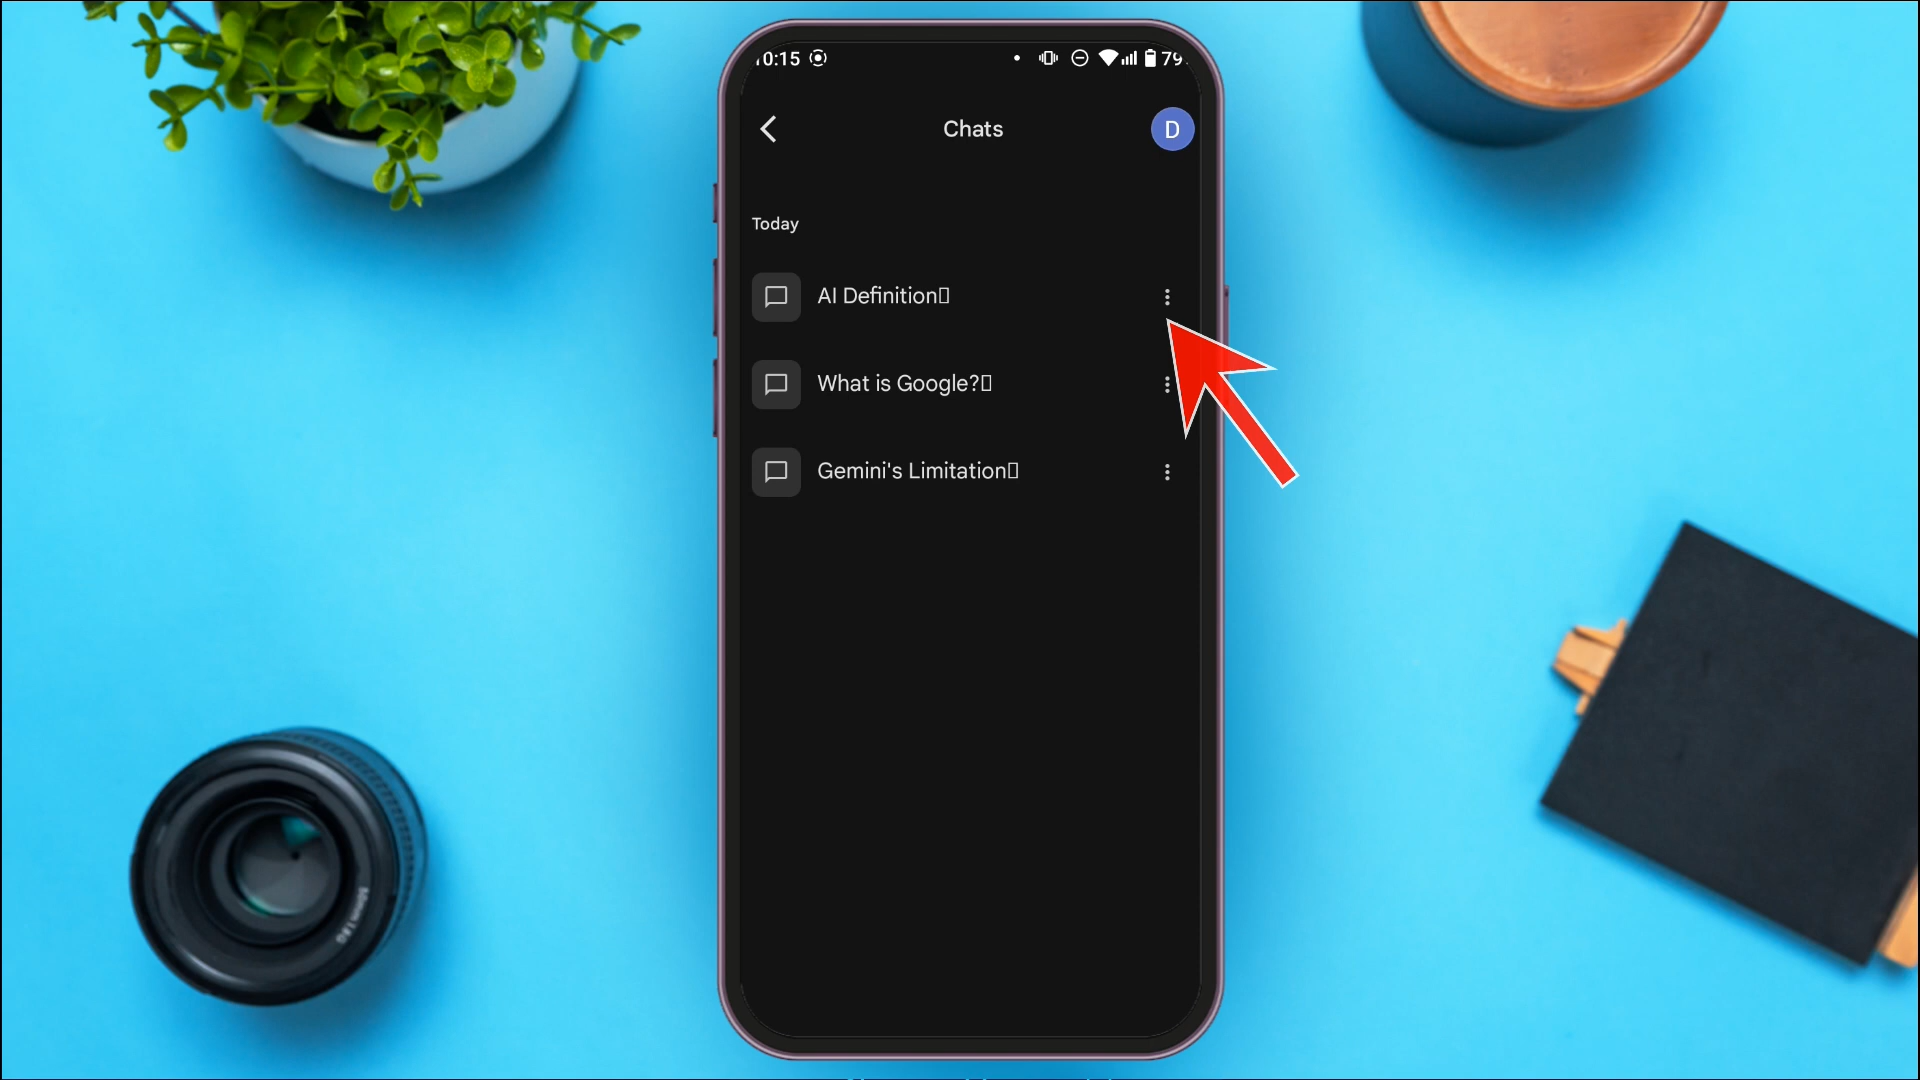 0:15 79
Chats D
Today
AI Definition
What is Google?
Gemini's Limitation